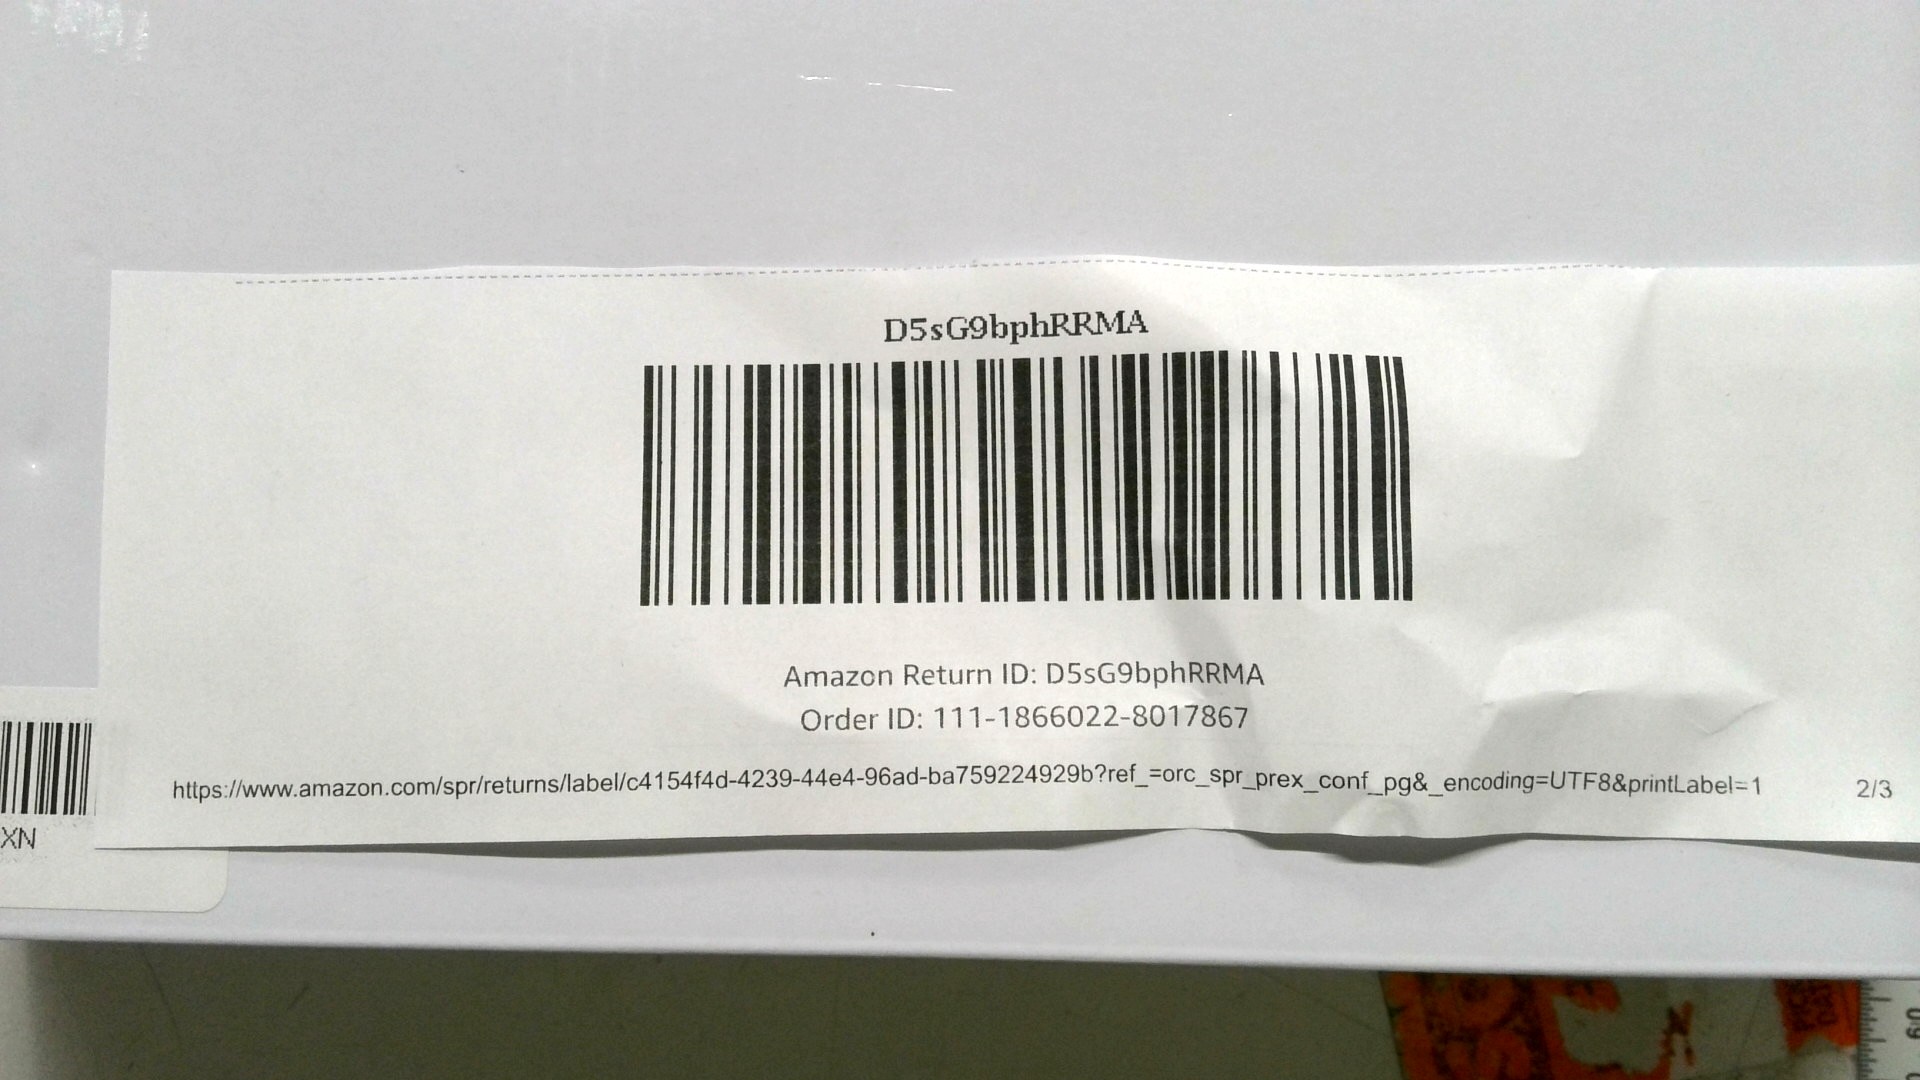 D5sG9bphRRMA
Amazon Return ID: D5sG9bphRRMA
Order ID: 111-1866022-8017867
https://www.amazon.com/spr/returns/label/c4154f4d-4239-44e4-96ad-ba759224929b?ref_=orc_spr_prex_conf_pg&_encoding=UTF8&printLabel=1
2/3
XN
60